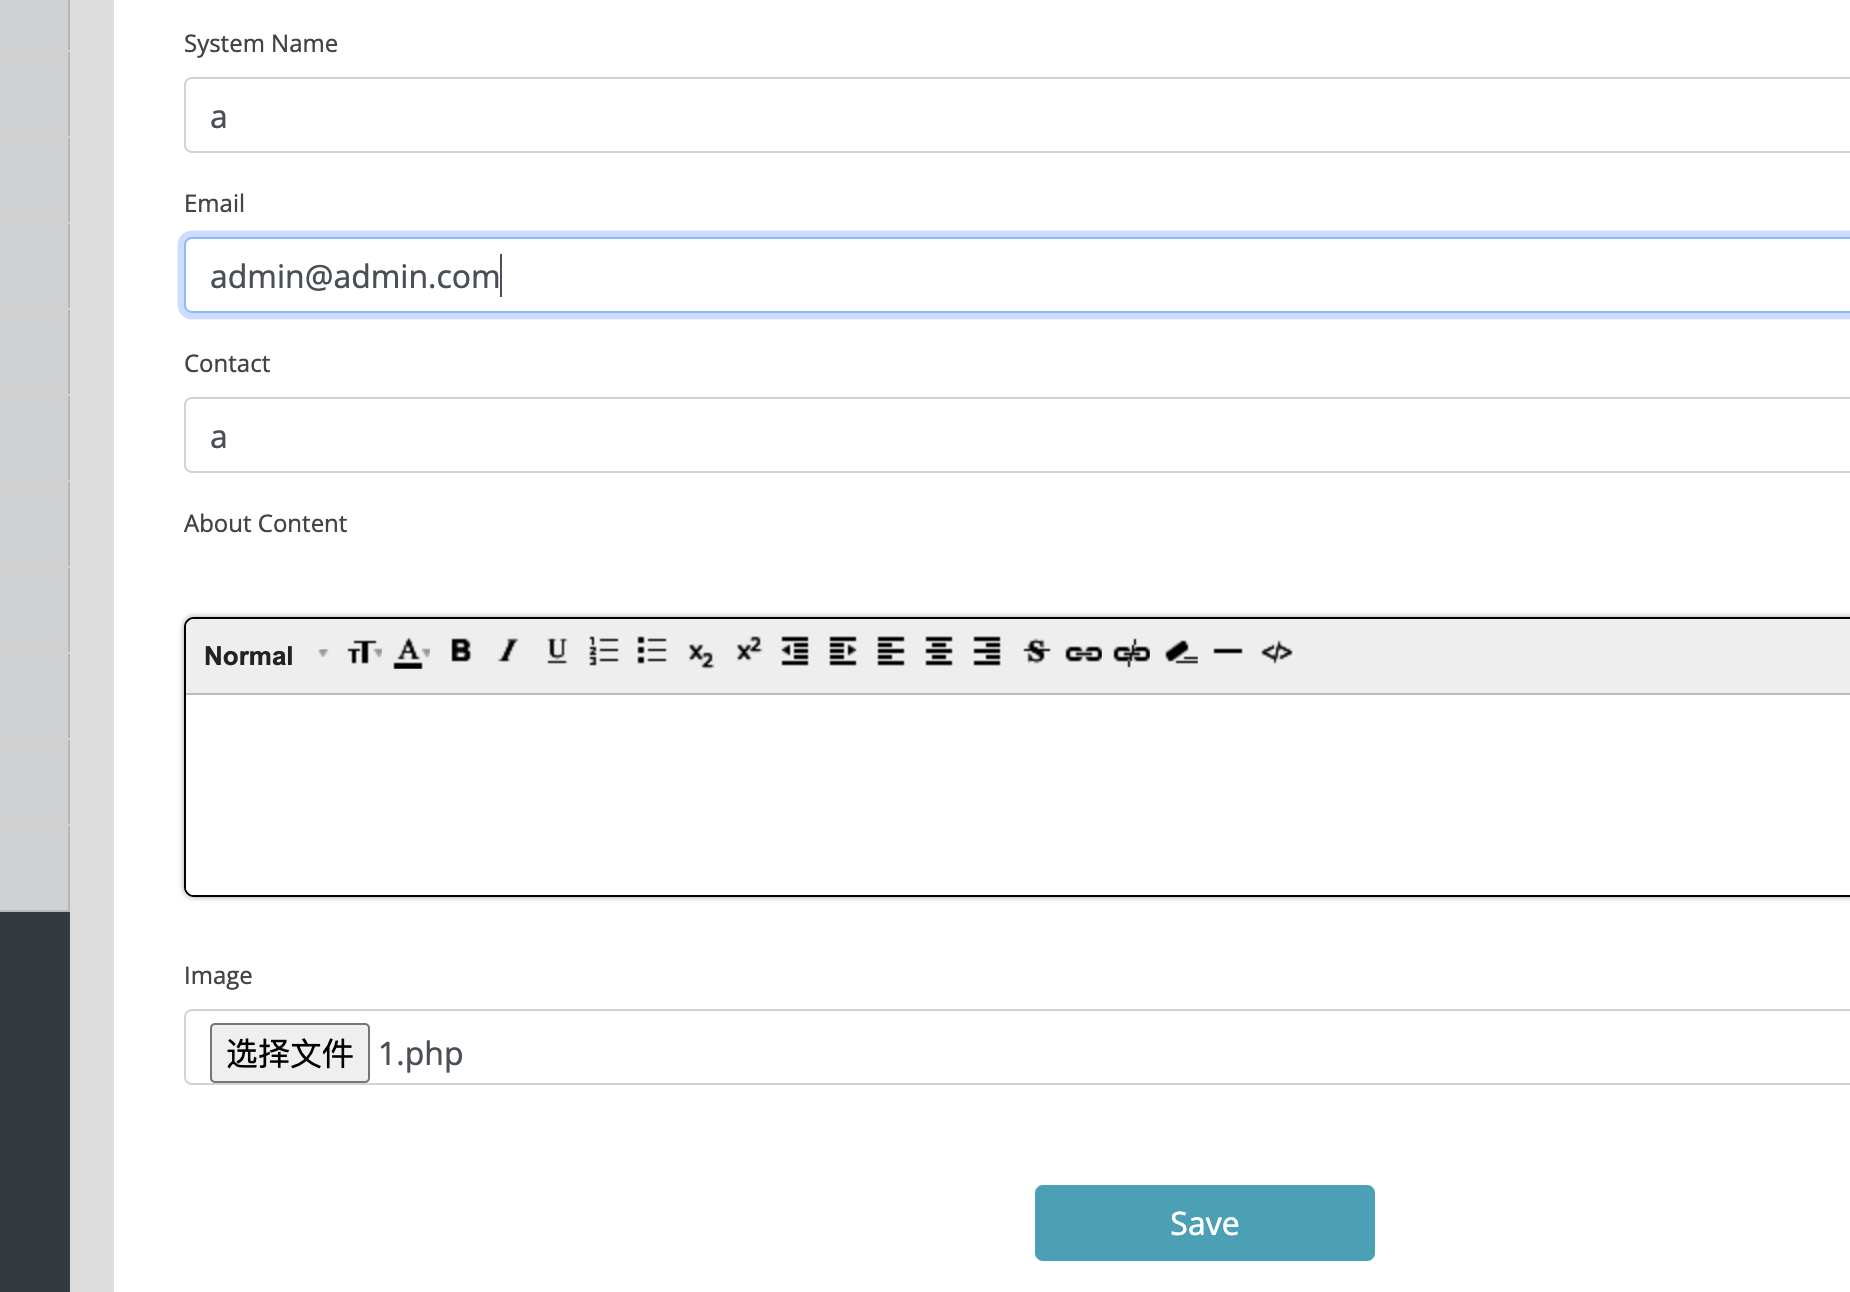 System Name
a
Email
admin@admin.com
Contact
a
About Content
Normal
Image
选择文件 1.php
Save